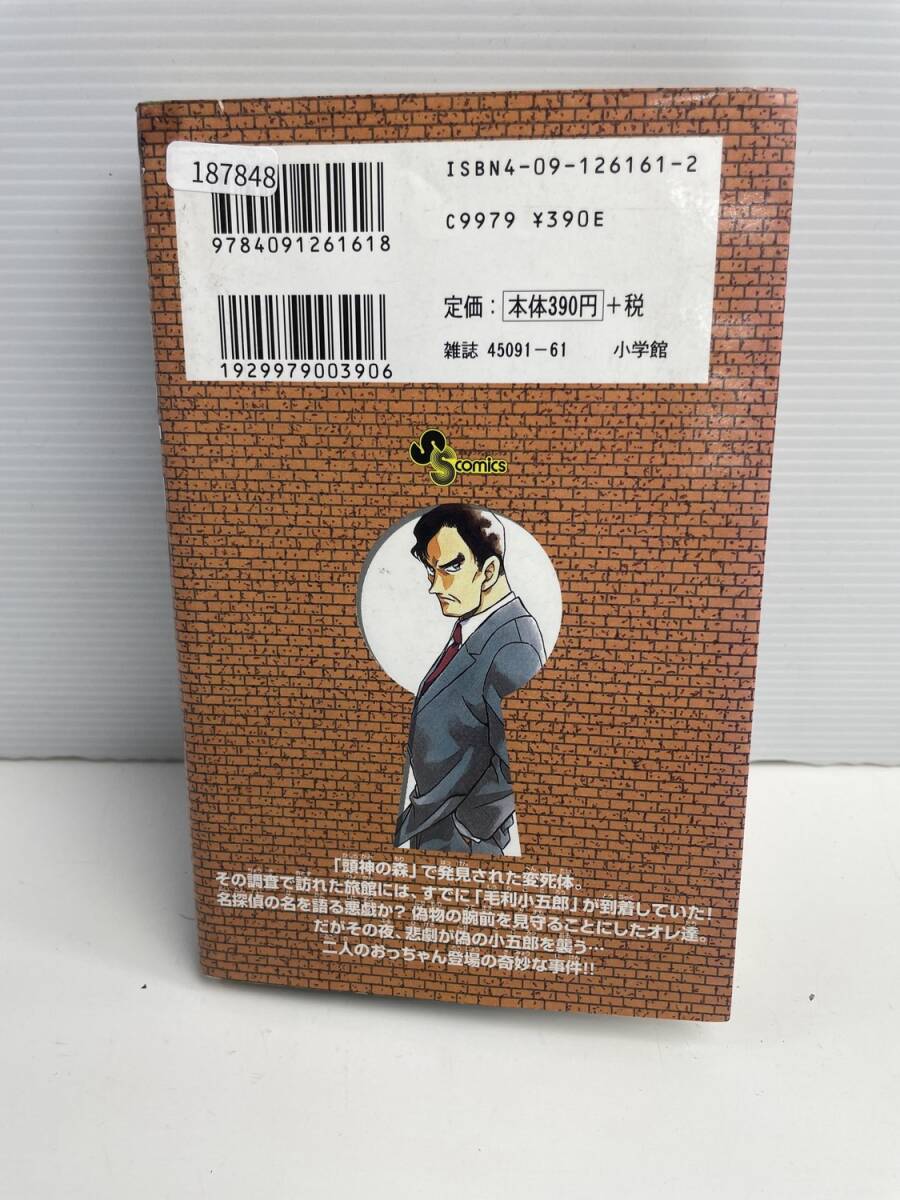 187848
ISBN4-09-126161-2
9784091261618
C9979 ¥390E
1929979003906
定価：本体390円+税
雑誌 45091-61 小学館
SS comics
「頭神の森」で発見された変死体。
その調査で訪れた旅館には、すでに「毛利小五郎」が到着していた！
名探偵の名を語る悪戯か？ 偽物の腕前を見守ることにしたオレ達。
だがその夜、悲劇が偽の小五郎を襲う…
二人のおっちゃん登場の奇妙な事件!!